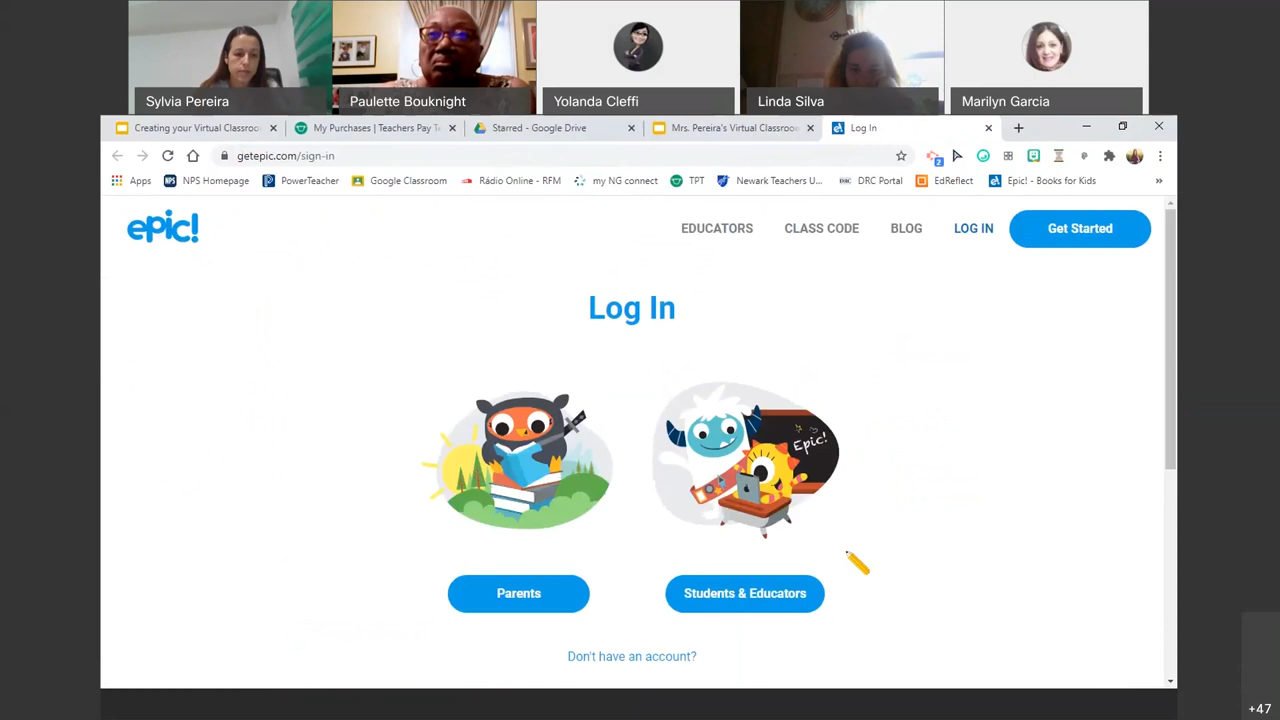 Sylvia Pereira
Paulette Bouknight
Yolanda Cleffi
Linda Silva
Marilyn Garcia
Creating your Virtual Classroo
My Purchases | Teachers Pay T
Starred - Google Drive
Mrs. Pereira's Virtual Classroom
Log In
getepic.com/sign-in
2
Apps
NPS Homepage
PowerTeacher
Google Classroom
Rádio Online - RFM
my NG connect
TPT
Newark Teachers U...
DRC
DRC Portal
EdReflect
Epic! - Books for Kids
»
epic!
EDUCATORS
CLASS CODE
BLOG
LOG IN
Get Started
Log In
Epic!
Parents
Students & Educators
Don't have an account?
+47